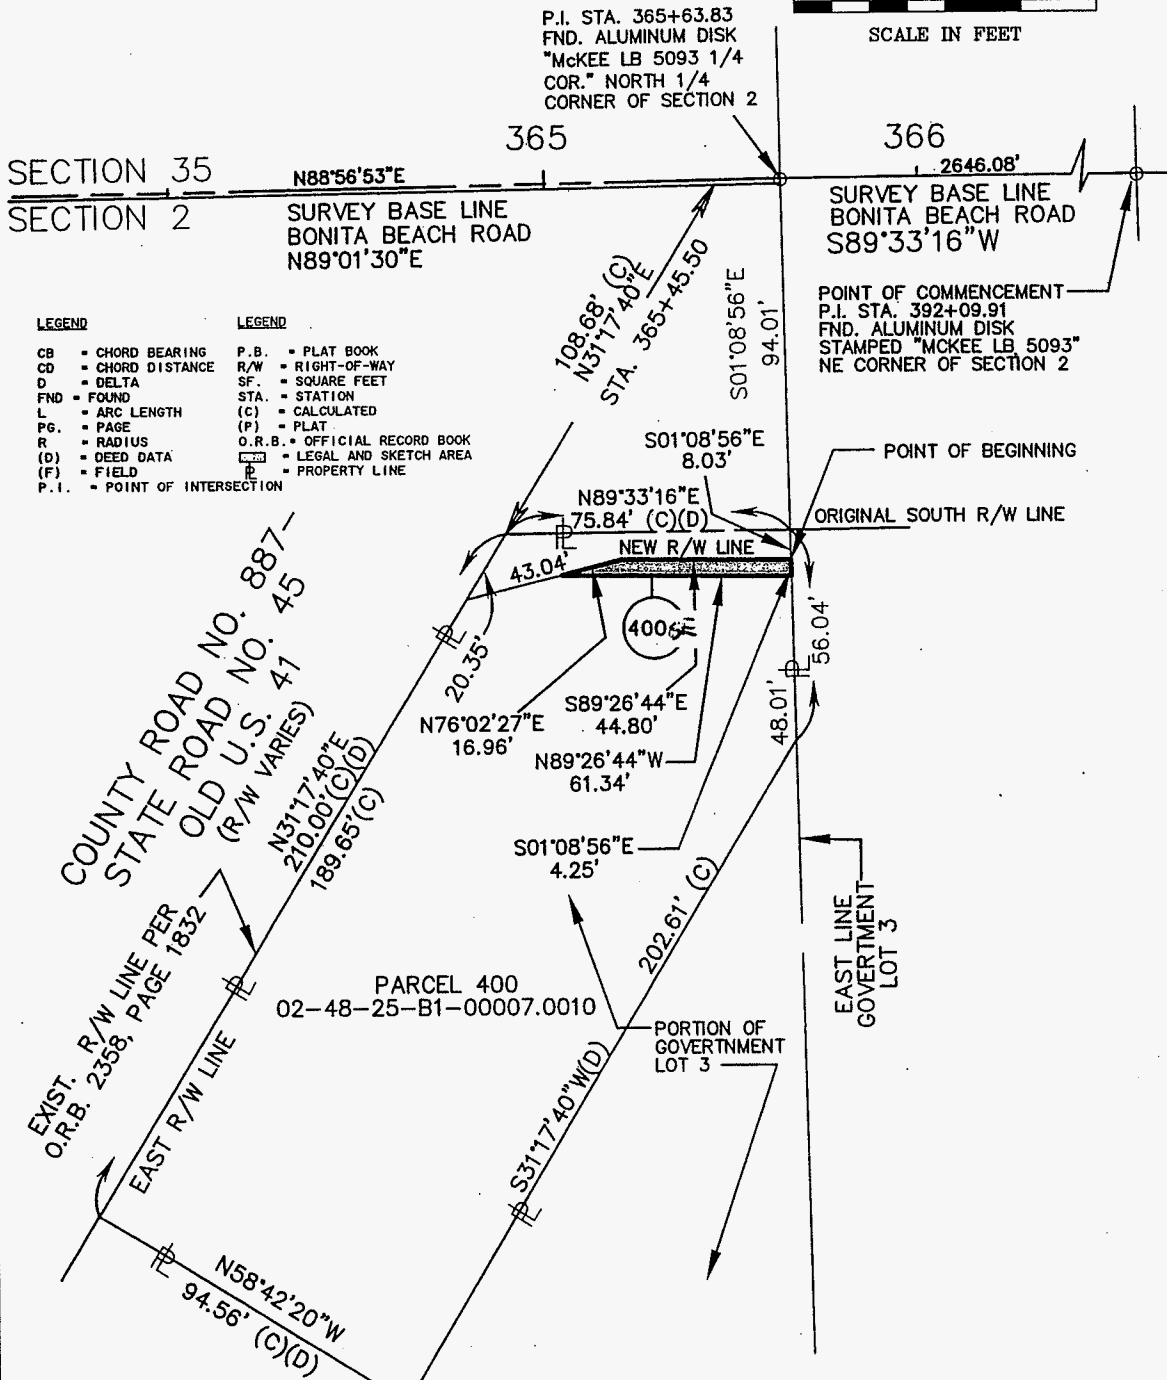 P.I. STA. 365+63.83
FND. ALUMINUM DISK
"McKEE LB 5093 1/4
COR." NORTH 1/4
CORNER OF SECTION 2
SCALE IN FEET
SECTION 35
SECTION 2
N88°56'53"E
365
366
2646.08'
SURVEY BASE LINE
BONITA BEACH ROAD
N89°01'30"E
SURVEY BASE LINE
BONITA BEACH ROAD
S89°33'16"W
POINT OF COMMENCEMENT
P.I. STA. 392+09.91
FND. ALUMINUM DISK
STAMPED "MCKEE LB 5093"
NE CORNER OF SECTION 2
108.68' (C)
N31°17'40"E
STA. 365+45.50
S01°08'56"E
94.01'
LEGEND
CB = CHORD BEARING
CD = CHORD DISTANCE
D = DELTA
FND = FOUND
L = ARC LENGTH
PG. = PAGE
R = RADIUS
(D) = DEED DATA
(F) = FIELD
P.I. = POINT OF INTERSECTION
LEGEND
P.B. = PLAT BOOK
R/W = RIGHT-OF-WAY
SF. = SQUARE FEET
STA. = STATION
(C) = CALCULATED
(P) = PLAT
O.R.B. = OFFICIAL RECORD BOOK
= LEGAL AND SKETCH AREA
PL = PROPERTY LINE
S01°08'56"E
8.03'
POINT OF BEGINNING
N89°33'16"E
75.84' (C)(D)
ORIGINAL SOUTH R/W LINE
PL
NEW R/W LINE
43.04'
400
PL
20.35'
56.04'
PL
48.01'
N76°02'27"E
16.96'
S89°26'44"E
44.80'
N89°26'44"W
61.34'
S01°08'56"E
4.25'
COUNTY ROAD NO. 887-
STATE ROAD NO. 45
OLD U.S. 41
(R/W VARIES)
N31°17'40"E
210.00'(C)(D)
189.65'(C)
202.61' (C)
EAST LINE
GOVERTMENT
LOT 3
EXIST. R/W LINE PER
O.R.B. 2358, PAGE 1832
PL
PARCEL 400
02-48-25-B1-00007.0010
PORTION OF
GOVERTNMENT
LOT 3
EAST R/W LINE
S31°17'40"W(D)
PL
PL
N58°42'20"W
94.56' (C)(D)